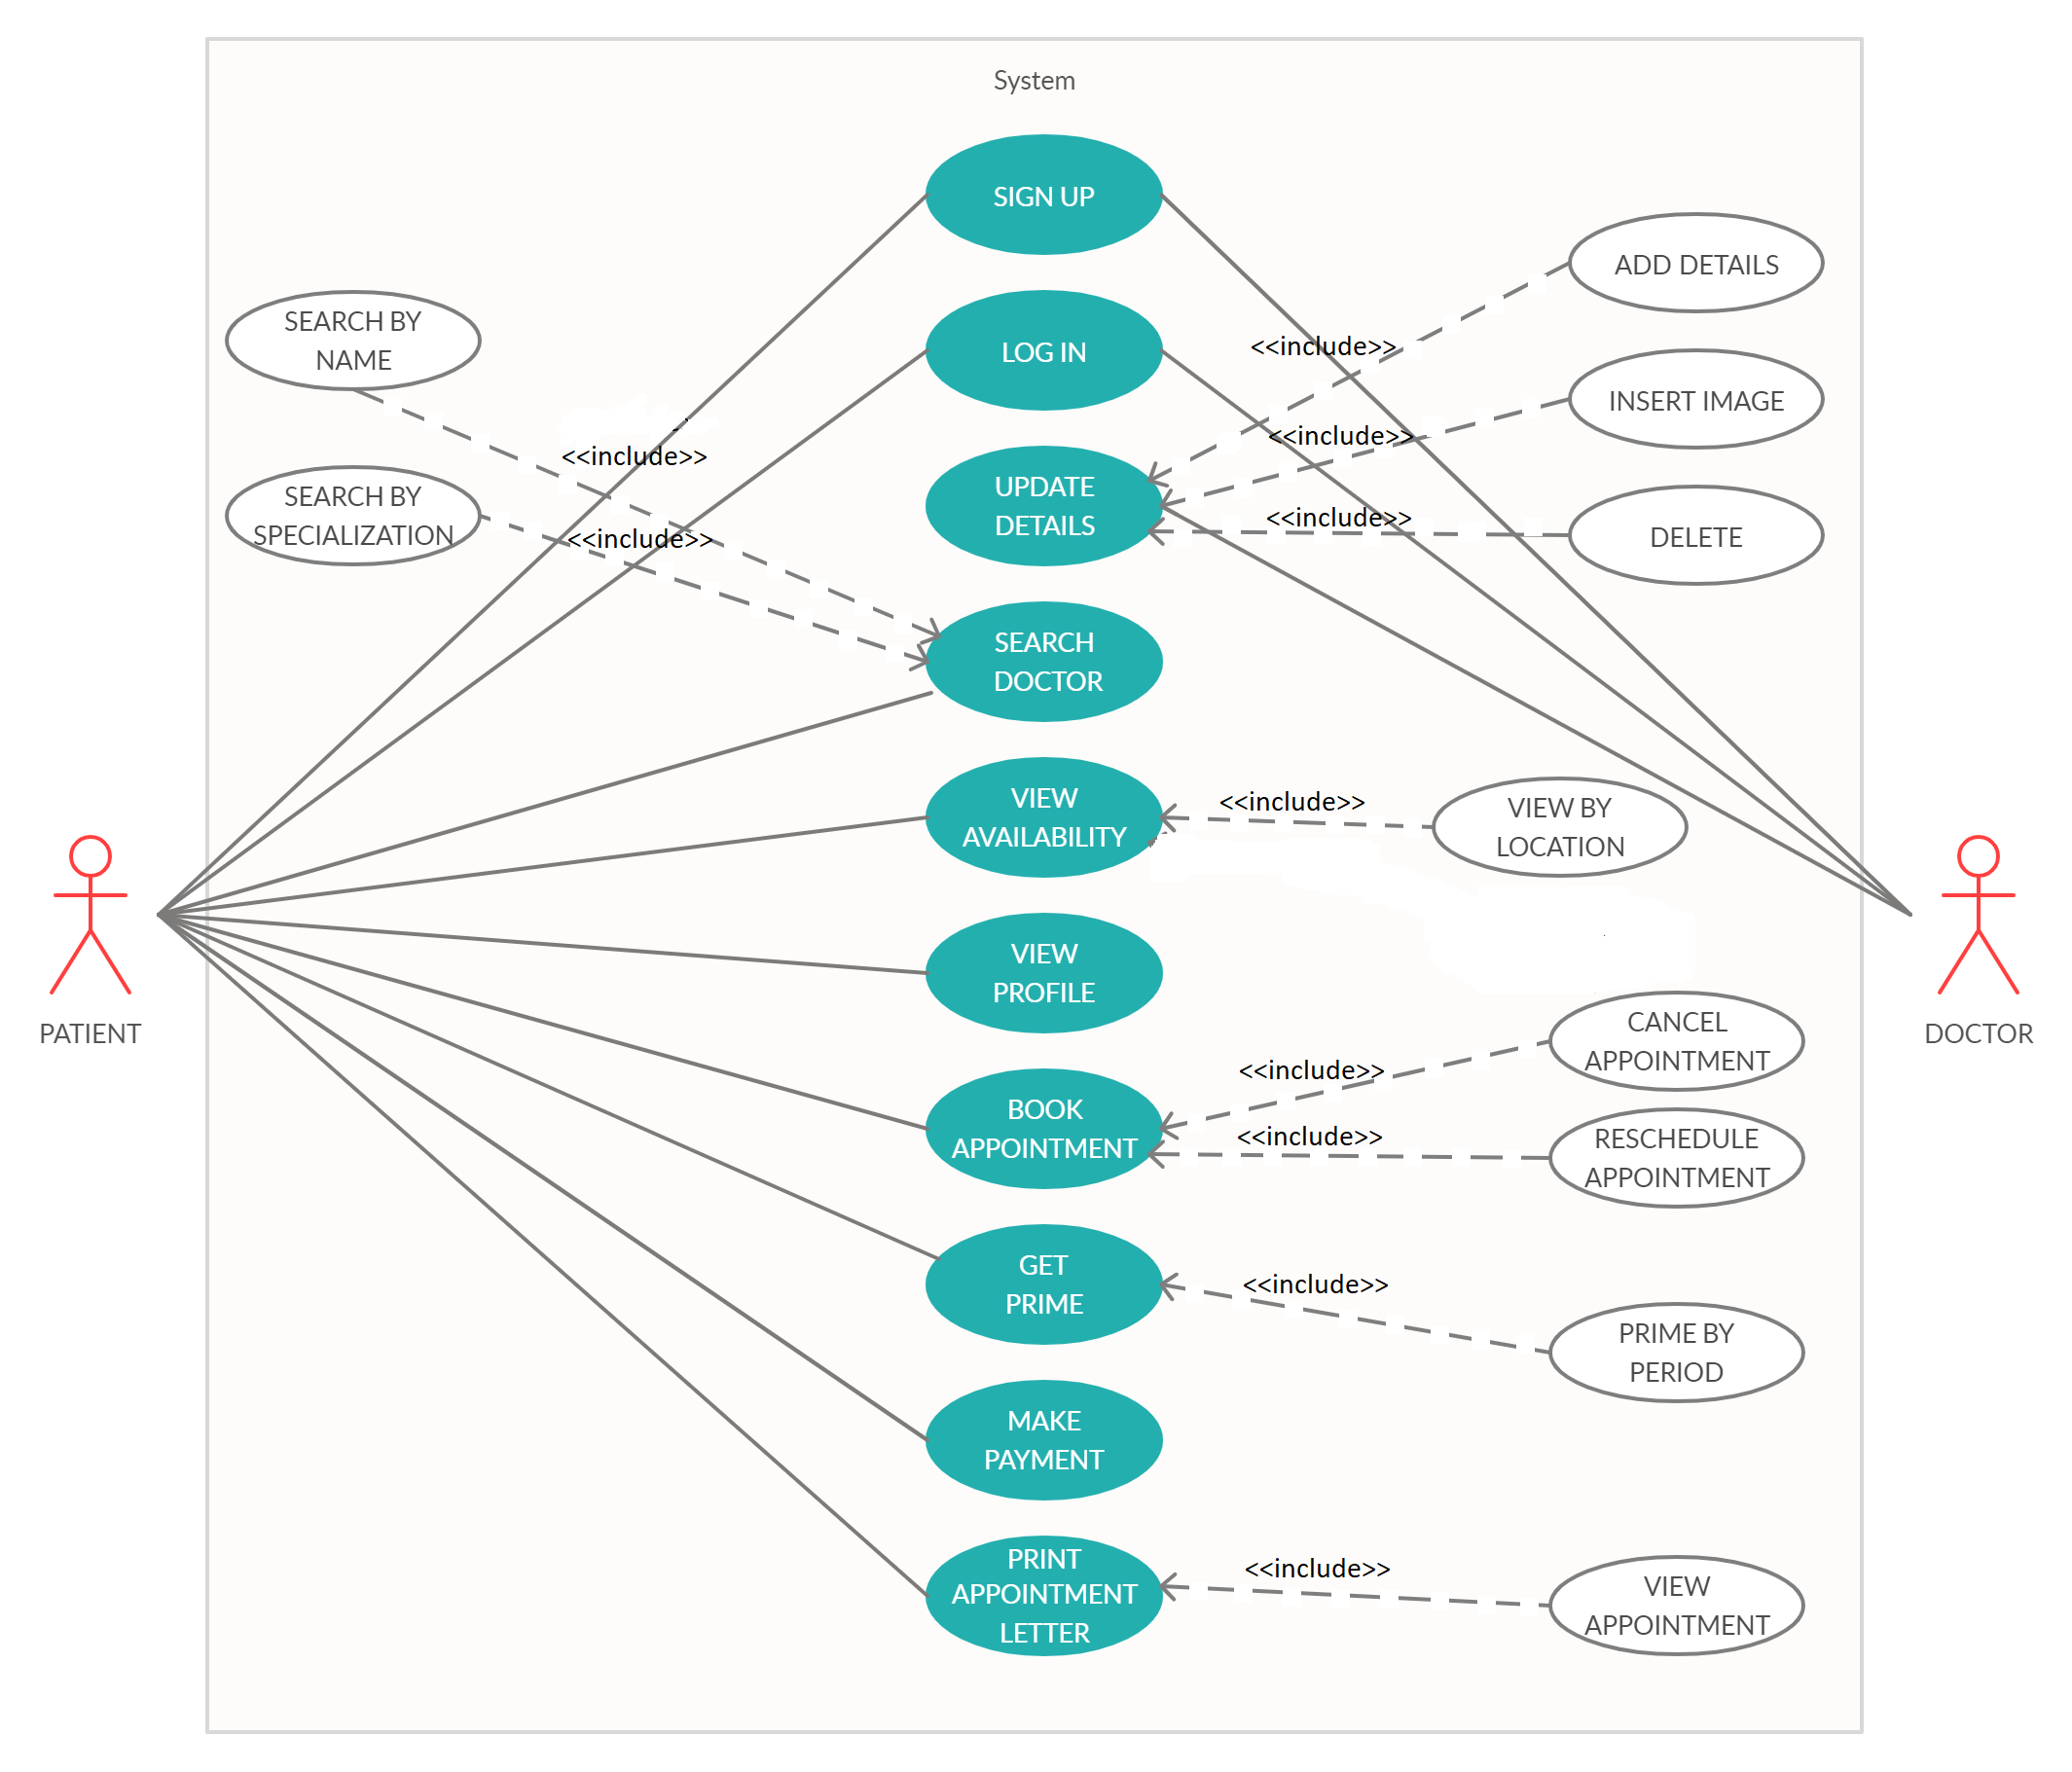 System
SIGN UP
ADD DETAILS
SEARCH BY
NAME
LOG IN
<<include>>
INSERT IMAGE
<<include>>
<<include>>
SEARCH BY
SPECIALIZATION
UPDATE
DETAILS
<<include>>
DELETE
<<include>>
SEARCH
DOCTOR
VIEW
AVAILABILITY
<<include>>
VIEW BY
LOCATION
VIEW
PROFILE
PATIENT
DOCTOR
CANCEL
APPOINTMENT
<<include>>
BOOK
APPOINTMENT
<<include>>
RESCHEDULE
APPOINTMENT
GET
PRIME
<<include>>
PRIME BY
PERIOD
MAKE
PAYMENT
PRINT
APPOINTMENT
LETTER
<<include>>
VIEW
APPOINTMENT